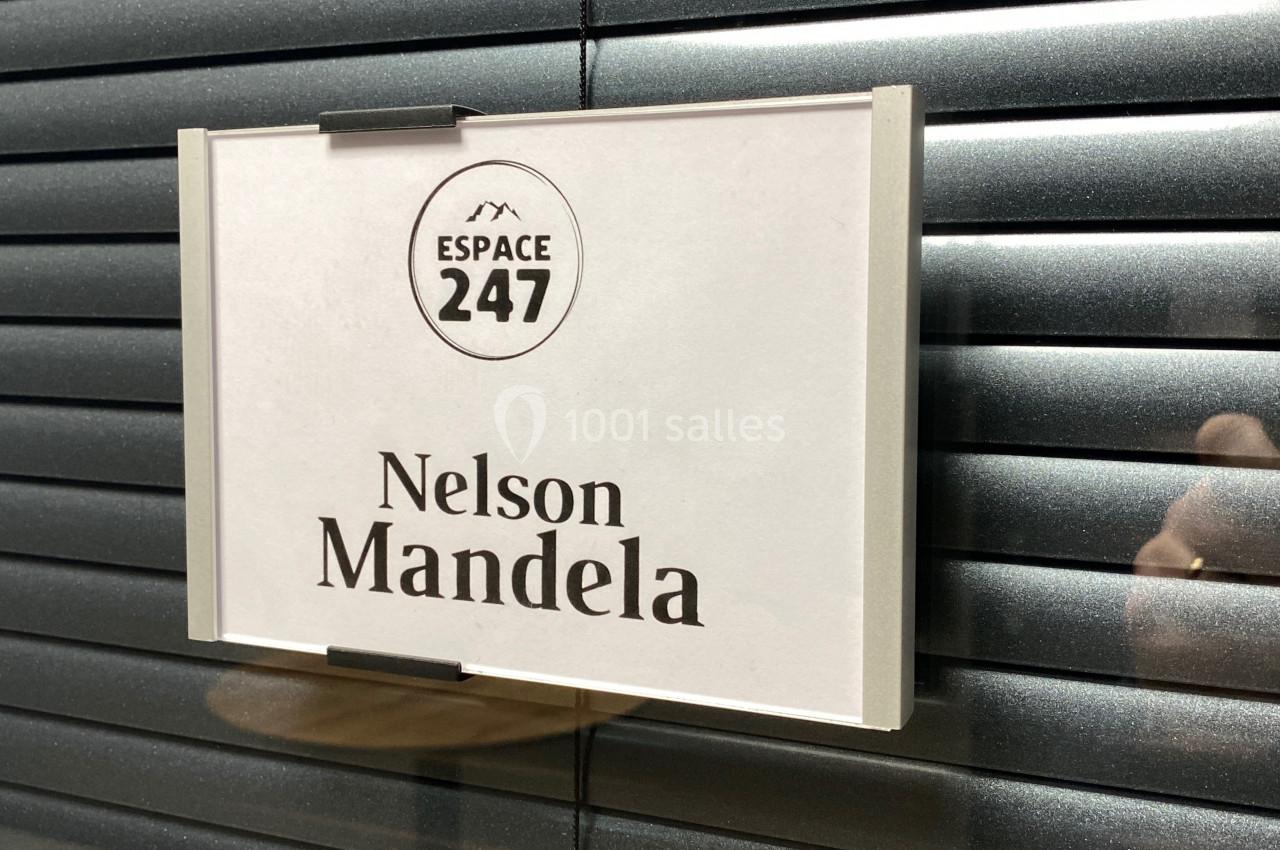 ESPACE
247
1001 salles
Nelson
Mandela